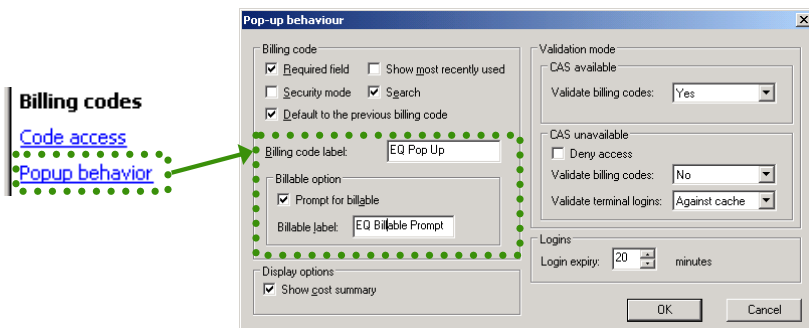 Billing codes
Code access
Popup behavior
Pop-up behaviour
Billing code
Required field
Show most recently used
Security mode
Search
Default to the previous billing code
Billing code label: EQ Pop Up
Billable option
Prompt for billable
Billable label: EQ Billable Prompt
Display options
Show cost summary
Validation mode
CAS available
Validate billing codes: Yes
CAS unavailable
Deny access
Validate billing codes: No
Validate terminal logins: Against cache
Logins
Login expiry: 20 minutes
OK Cancel